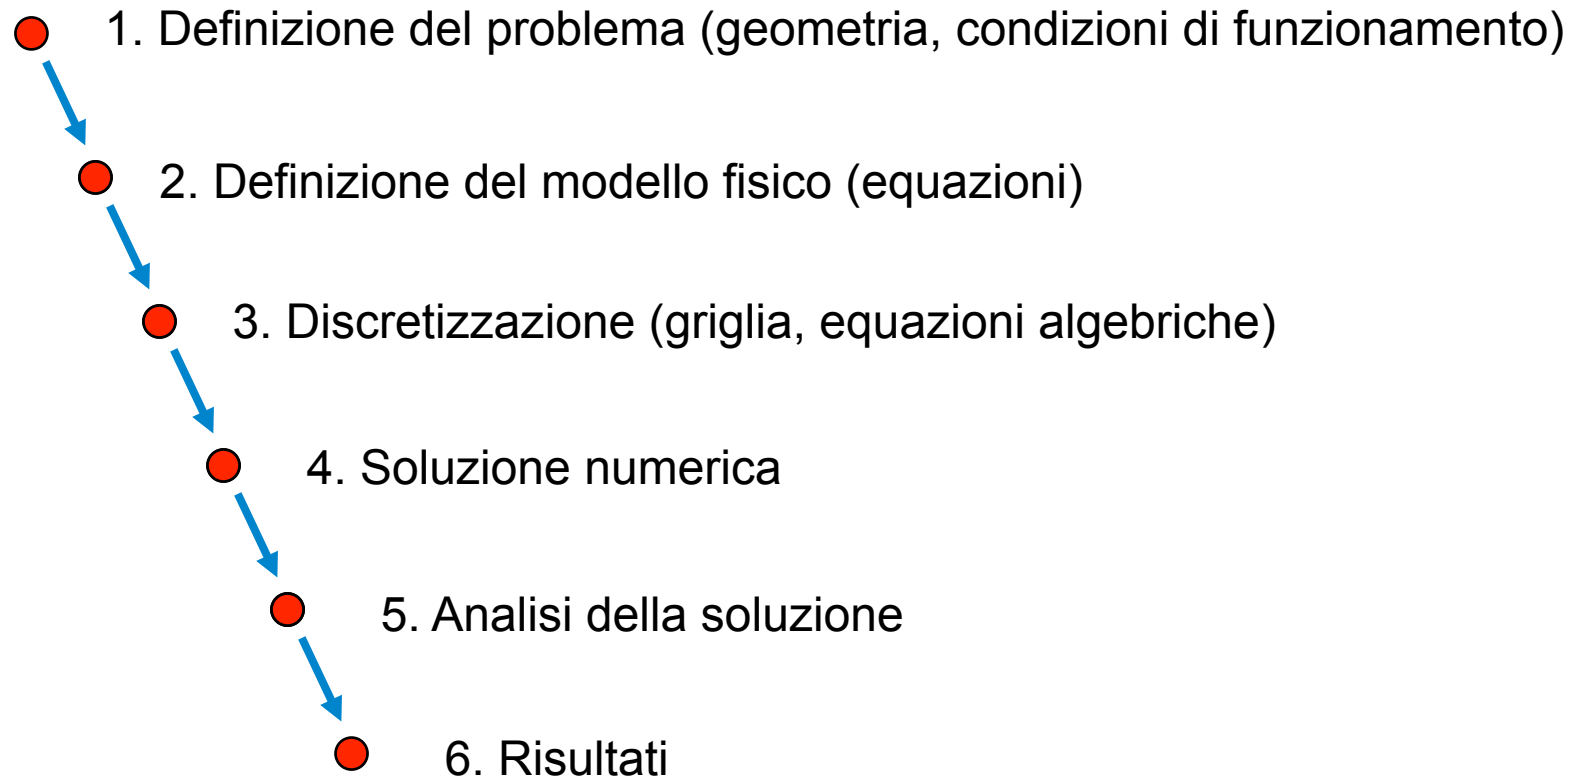 1. Definizione del problema (geometria, condizioni di funzionamento)
2. Definizione del modello fisico (equazioni)
3. Discretizzazione (griglia, equazioni algebriche)
4. Soluzione numerica
5. Analisi della soluzione
6. Risultati